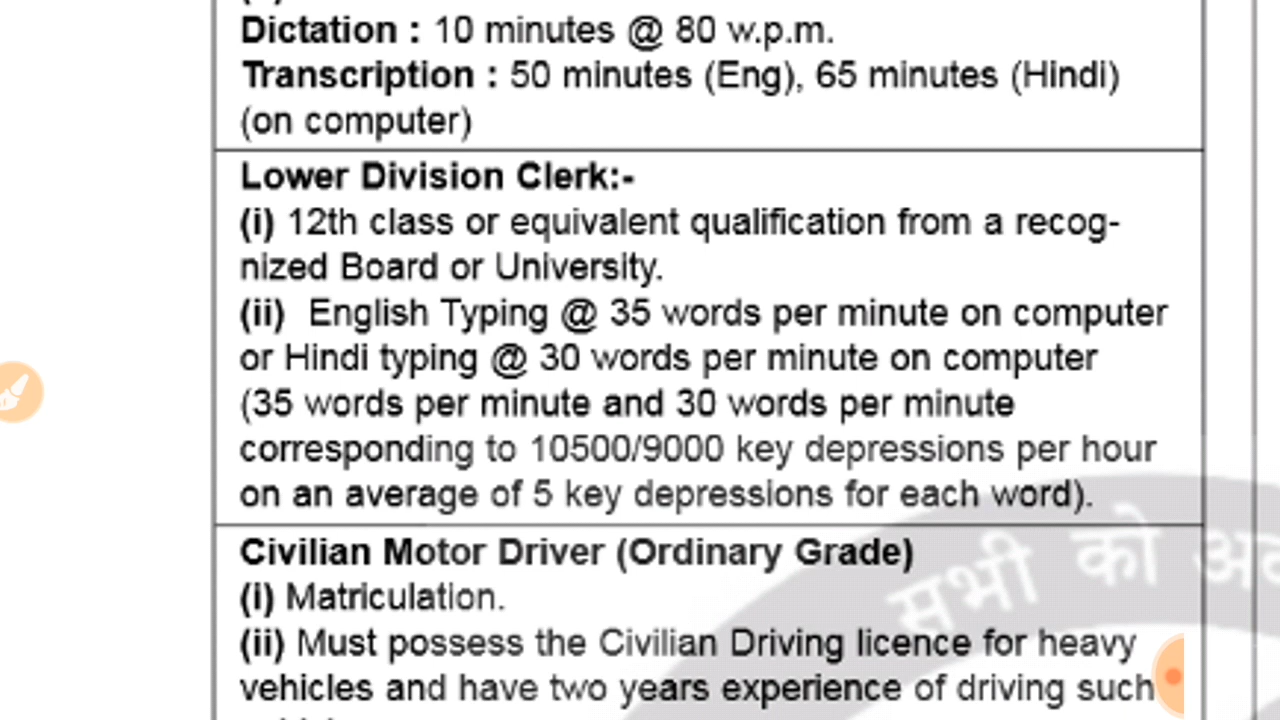 Dictation : 10 minutes @ 80 w.p.m.
Transcription : 50 minutes (Eng), 65 minutes (Hindi)
(on computer)
Lower Division Clerk:-
(i) 12th class or equivalent qualification from a recog-
nized Board or University.
(ii) English Typing @ 35 words per minute on computer
or Hindi typing @ 30 words per minute on computer
(35 words per minute and 30 words per minute
corresponding to 10500/9000 key depressions per hour
on an average of 5 key depressions for each word).
Civilian Motor Driver (Ordinary Grade)
सभी को
(i) Matriculation.
(ii) Must possess the Civilian Driving licence for heavy
vehicles and have two years experience of driving such